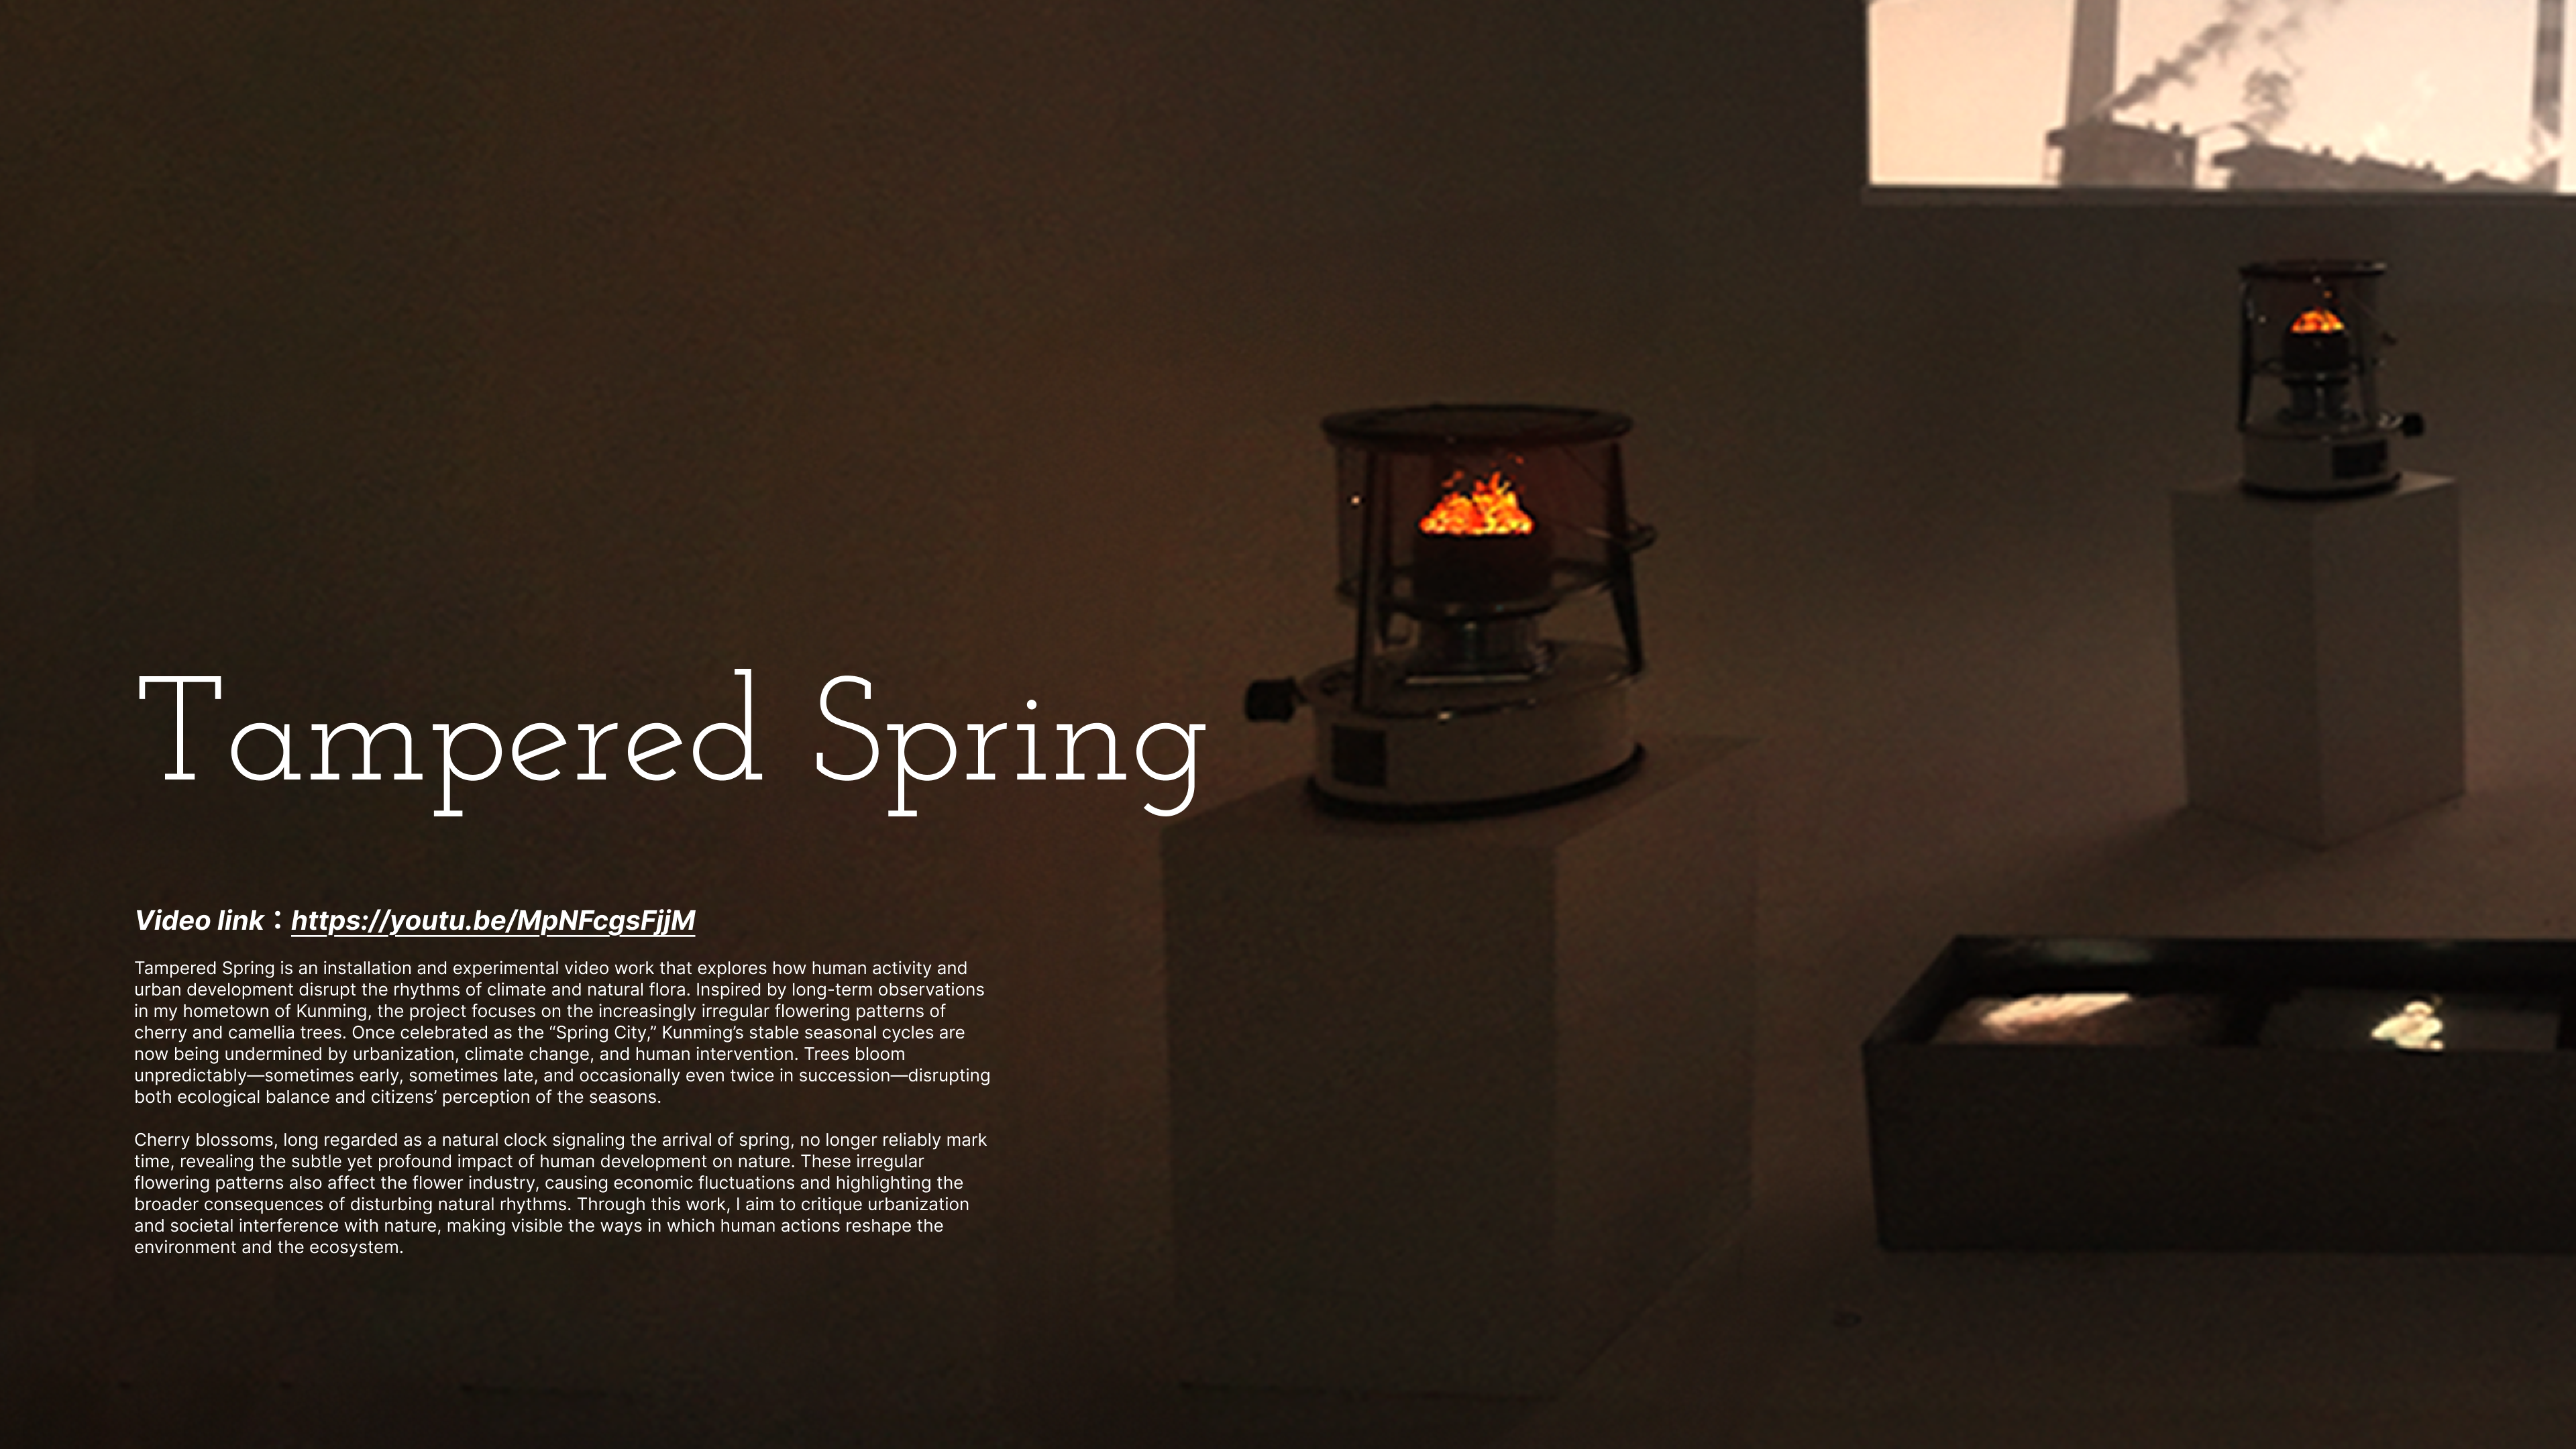 Tampered Spring
Video link：https://youtu.be/MpNFcgsFjjM
Tampered Spring is an installation and experimental video work that explores how human activity and
urban development disrupt the rhythms of climate and natural flora. Inspired by long-term observations
in my hometown of Kunming, the project focuses on the increasingly irregular flowering patterns of
cherry and camellia trees. Once celebrated as the “Spring City,” Kunming’s stable seasonal cycles are
now being undermined by urbanization, climate change, and human intervention. Trees bloom
unpredictably—sometimes early, sometimes late, and occasionally even twice in succession—disrupting
both ecological balance and citizens’ perception of the seasons.
Cherry blossoms, long regarded as a natural clock signaling the arrival of spring, no longer reliably mark
time, revealing the subtle yet profound impact of human development on nature. These irregular
flowering patterns also affect the flower industry, causing economic fluctuations and highlighting the
broader consequences of disturbing natural rhythms. Through this work, I aim to critique urbanization
and societal interference with nature, making visible the ways in which human actions reshape the
environment and the ecosystem.